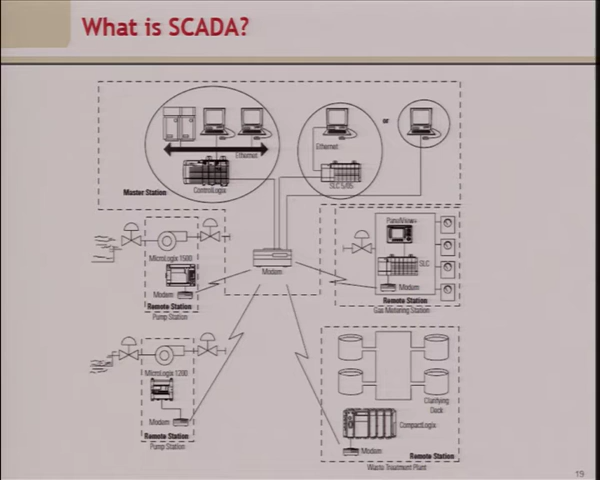 What is SCADA?
or
Ethernet
Ethernet
Master Station
ControlLogix
SLC 5/05
PanelView
MicroLogix 1500
SLC
Modem
Modem
Modem
Remote Station
Pump Station
Remote Station
Gas Metering Station
MicroLogix 1200
Clarifying
Deck
Modem
CompactLogix
Remote Station
Pump Station
Modem
Remote Station
Waste Treatment Plant
19